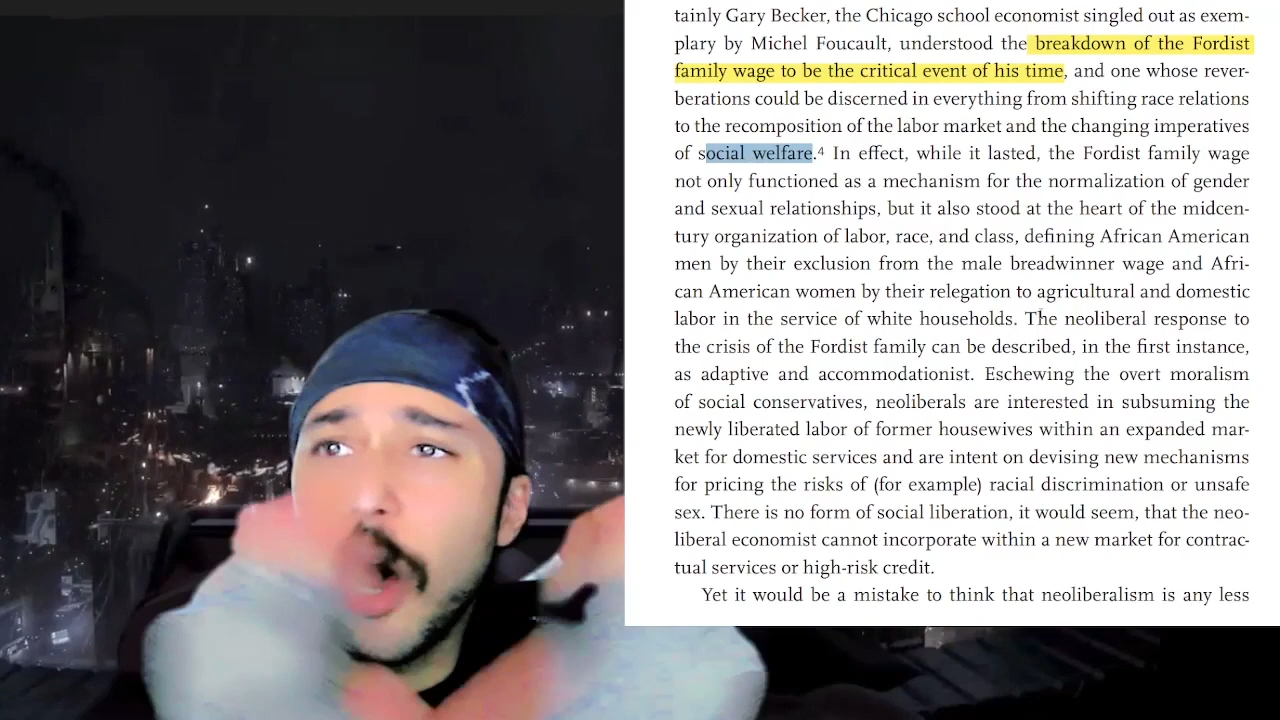 tainly Gary Becker, the Chicago school economist singled out as exem-
plary by Michel Foucault, understood the breakdown of the Fordist
family wage to be the critical event of his time, and one whose rever-
berations could be discerned in everything from shifting race relations
to the recomposition of the labor market and the changing imperatives
of social welfare.⁴ In effect, while it lasted, the Fordist family wage
not only functioned as a mechanism for the normalization of gender
and sexual relationships, but it also stood at the heart of the midcen-
tury organization of labor, race, and class, defining African American
men by their exclusion from the male breadwinner wage and Afri-
can American women by their relegation to agricultural and domestic
labor in the service of white households. The neoliberal response to
the crisis of the Fordist family can be described, in the first instance,
as adaptive and accommodationist. Eschewing the overt moralism
of social conservatives, neoliberals are interested in subsuming the
newly liberated labor of former housewives within an expanded mar-
ket for domestic services and are intent on devising new mechanisms
for pricing the risks of (for example) racial discrimination or unsafe
sex. There is no form of social liberation, it would seem, that the neo-
liberal economist cannot incorporate within a new market for contrac-
tual services or high-risk credit.
Yet it would be a mistake to think that neoliberalism is any less